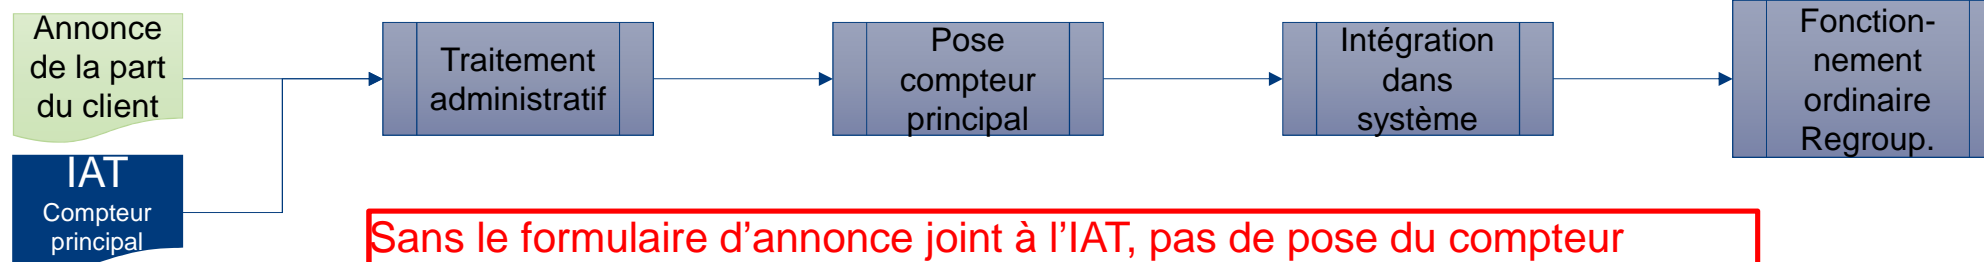 Annonce
de la part
du client
IAT
Compteur
principal
Traitement
administratif
Pose
compteur
principal
Intégration
dans
système
Fonction-
nement
ordinaire
Regroup.
Sans le formulaire d’annonce joint à l’IAT, pas de pose du compteur